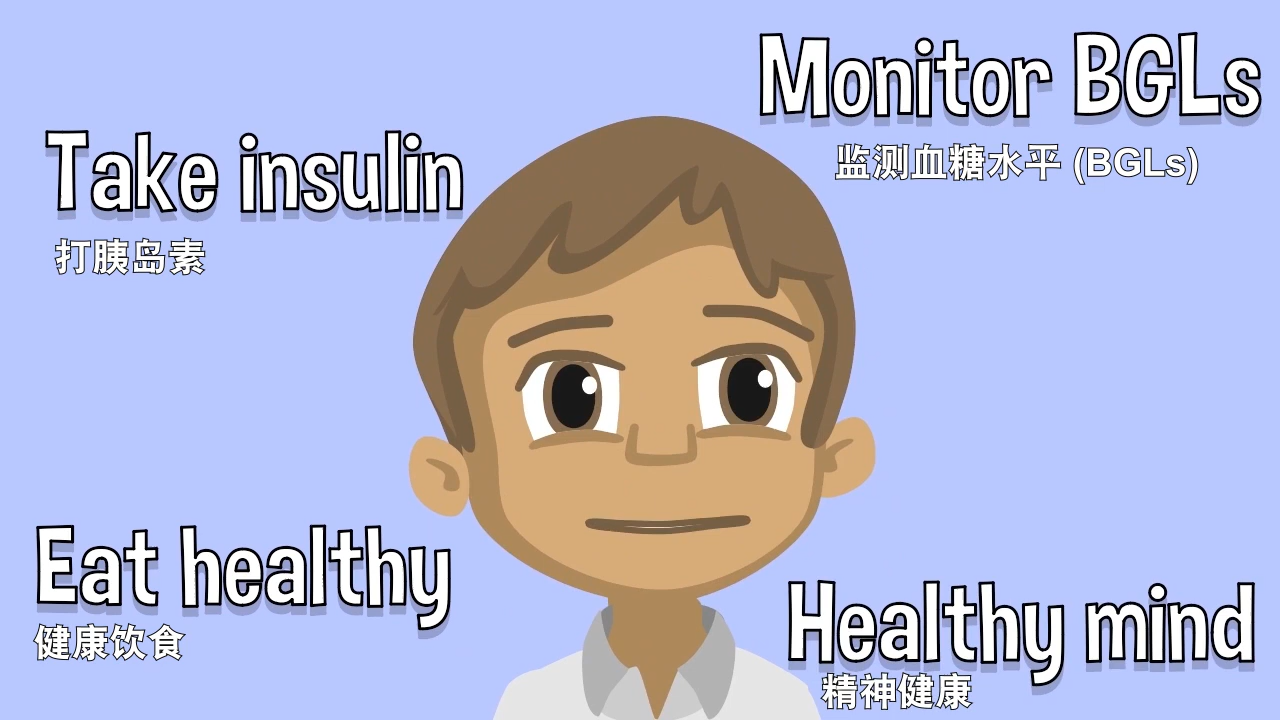 Monitor BGLs
监测血糖水平 (BGLs)
Take insulin
打胰岛素
Eat healthy
健康饮食
Healthy mind
精神健康